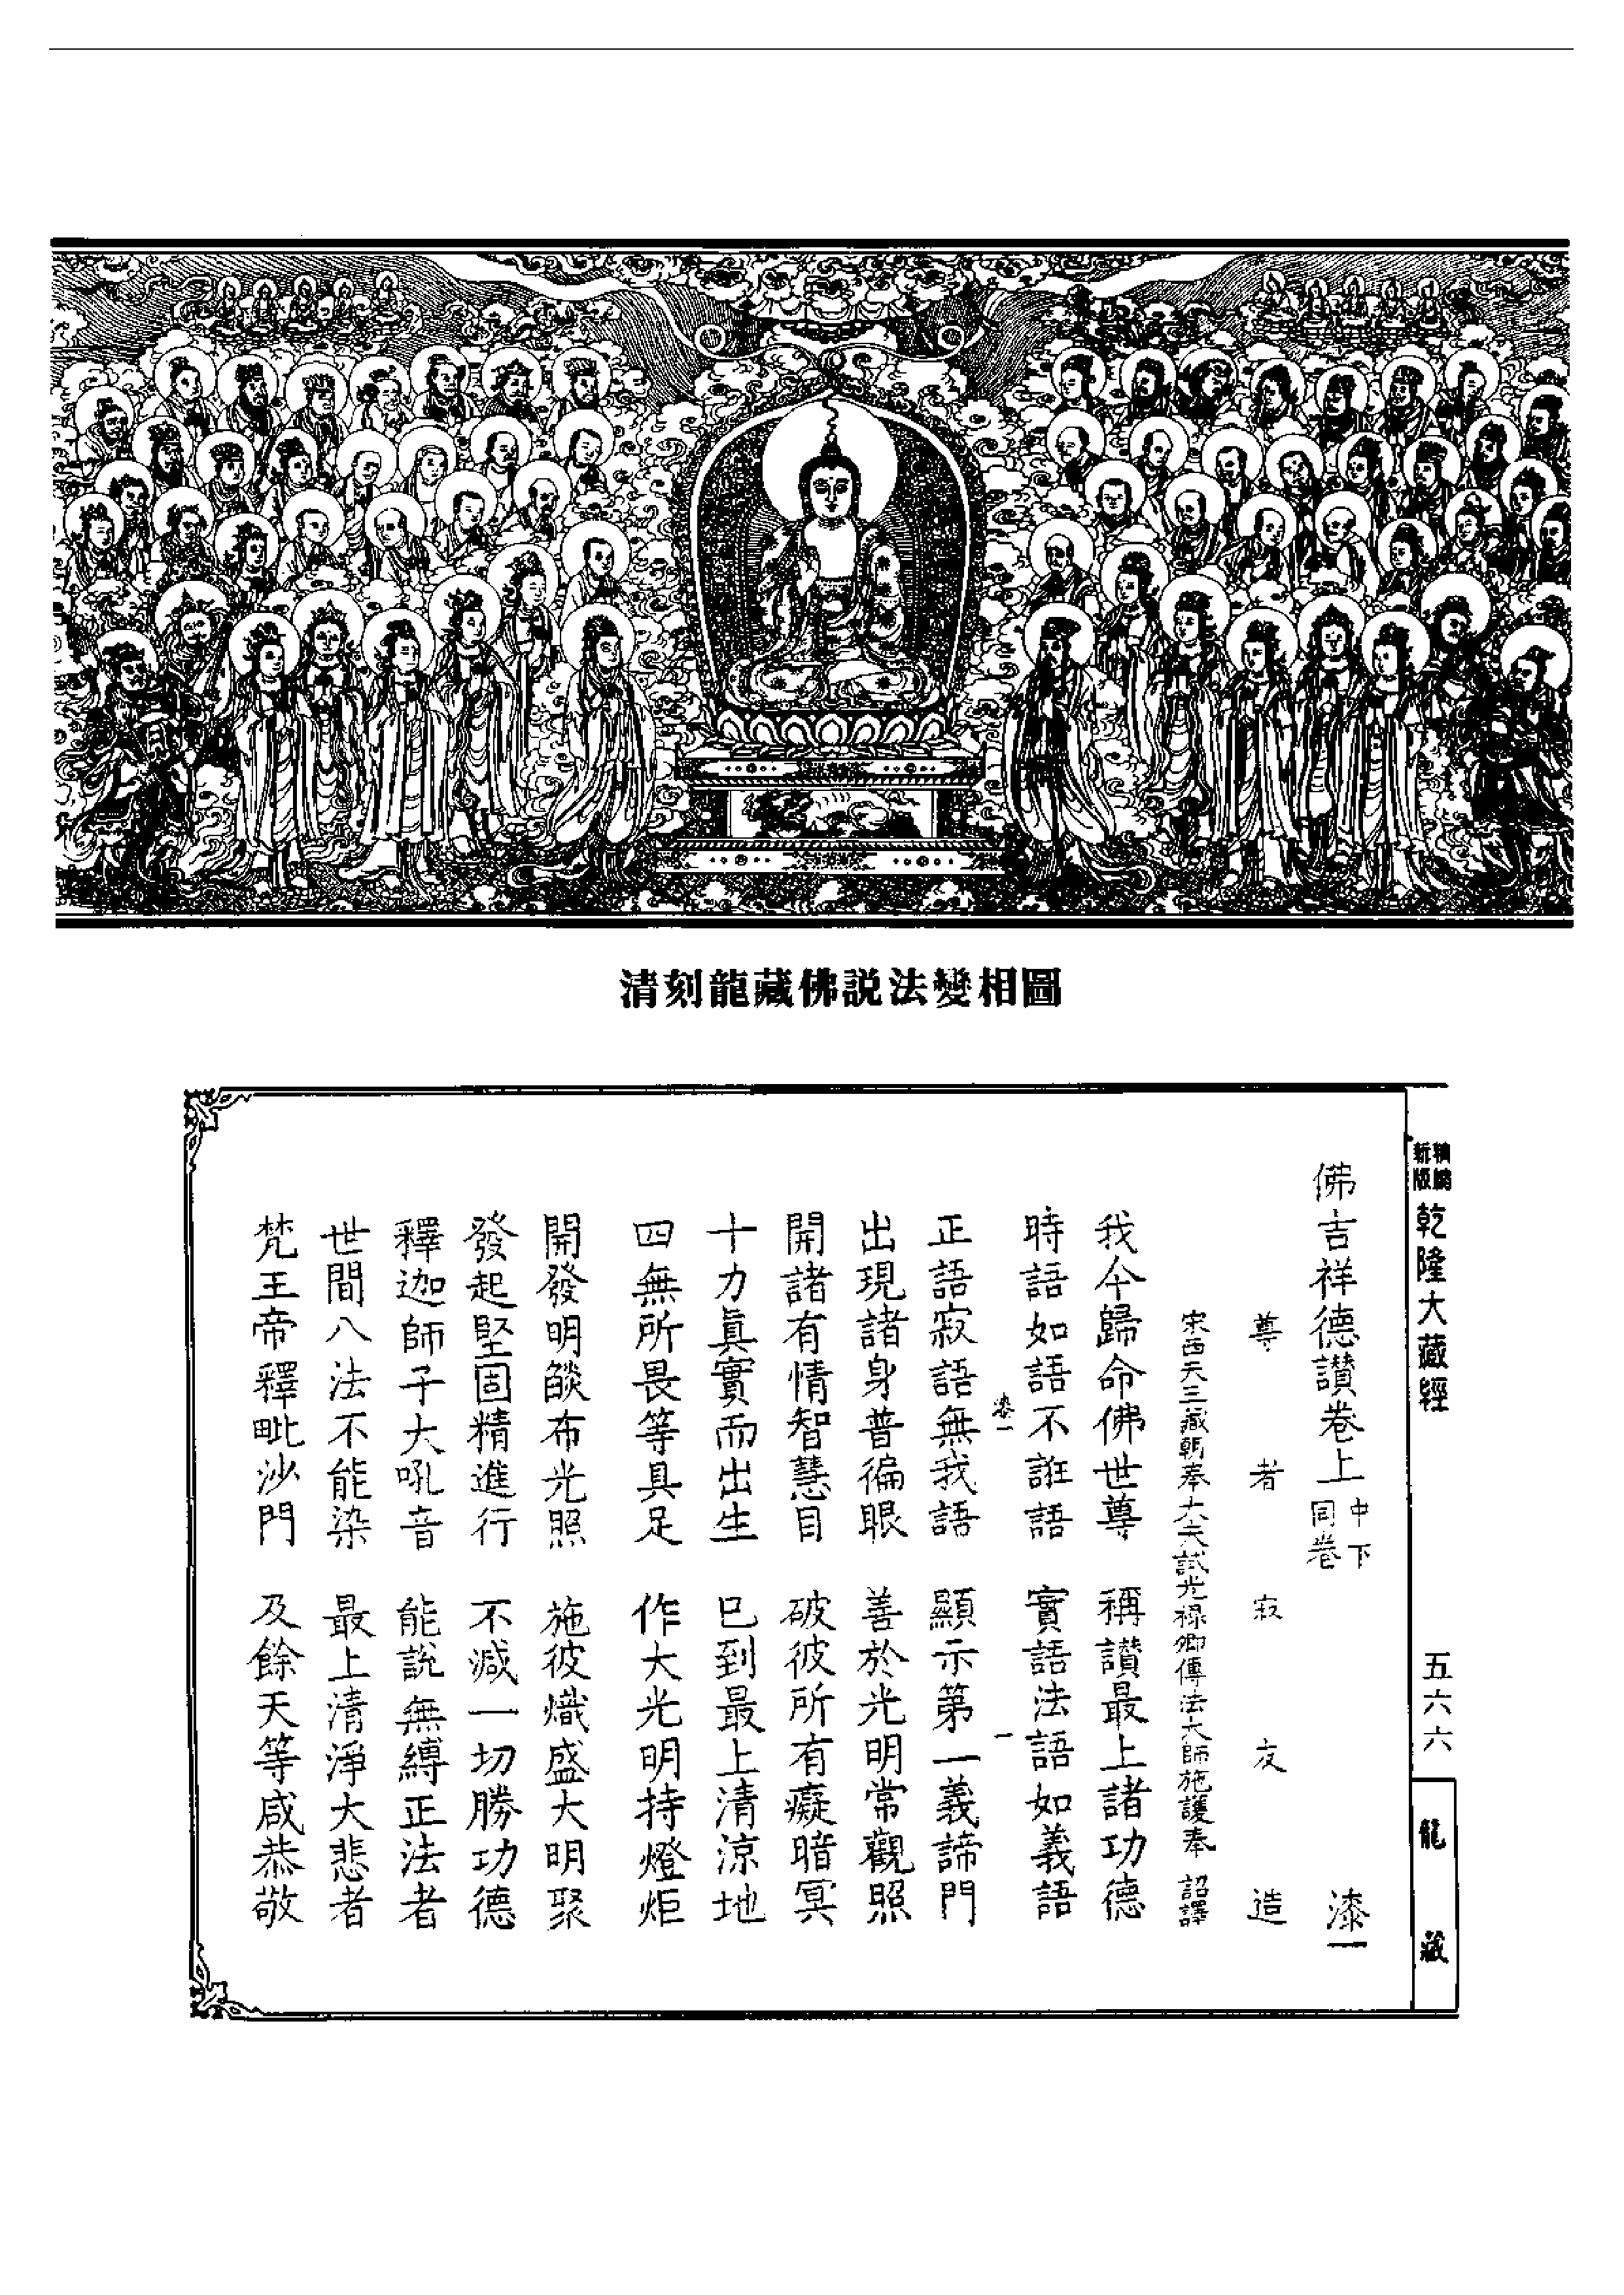 清刻龍藏佛説法變相圖
新版
乾隆大藏經
五六六
龍藏
佛吉祥德讃卷上 中下同卷 漆一
尊者寂友造
宋西天三藏朝奉大夫試光祿卿傳法大師施護奉 詔譯
我今歸命佛世尊 稱讃最上諸功德
時語如語不誑語 實語法語如義語
漆一 一
正語寂語無我語 顯示第一義諦門
出現諸身普徧眼 善於光明常觀照
開諸有情智慧目 破彼所有癡暗冥
十力眞實而出生 已到最上清涼地
四無所畏等具足 作大光明持燈炬
開發明燄布光照 施彼熾盛大明聚
發起堅固精進行 不減一切勝功德
釋迦師子大吼音 能說無縛正法者
世間八法不能染 最上清淨大悲者
梵王帝釋毗沙門 及餘天等咸恭敬